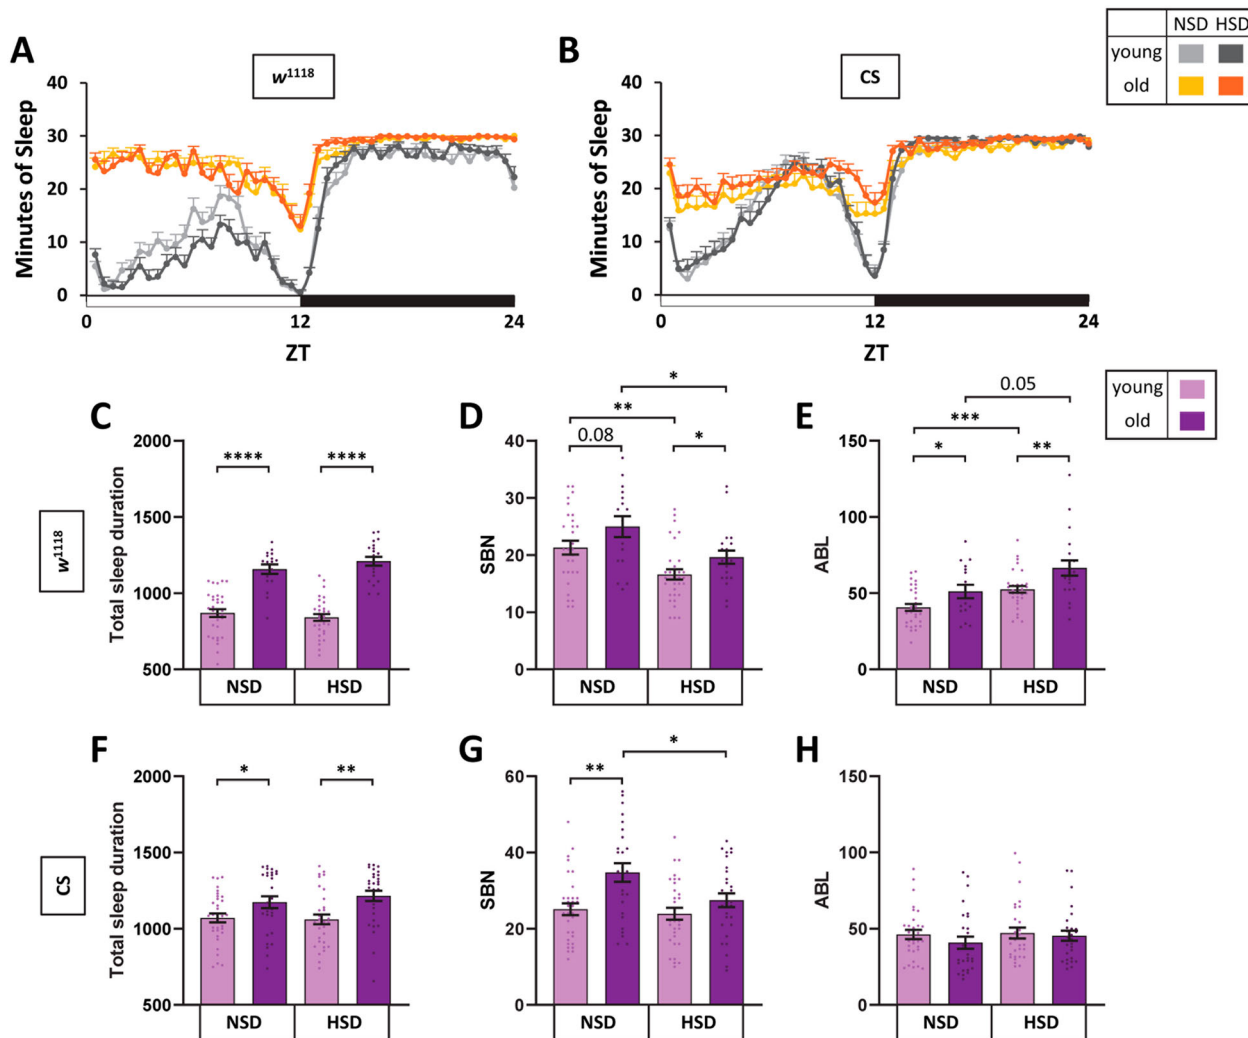 A
w1118
B
CS
NSD HSD
young
old
Minutes of Sleep
40
30
20
10
0
0 12 24
ZT
Minutes of Sleep
40
30
20
10
0
0 12 24
ZT
young
old
w1118
C
Total sleep duration
2000
1500
1000
500
**** ****
NSD HSD
D
SBN
40
30
20
10
0
*
**
0.08 *
NSD HSD
E
ABL
150
100
50
0
0.05
***
* **
NSD HSD
CS
F
Total sleep duration
2000
1500
1000
500
* **
NSD HSD
G
SBN
60
40
20
0
*
**
NSD HSD
H
ABL
150
100
50
0
NSD HSD